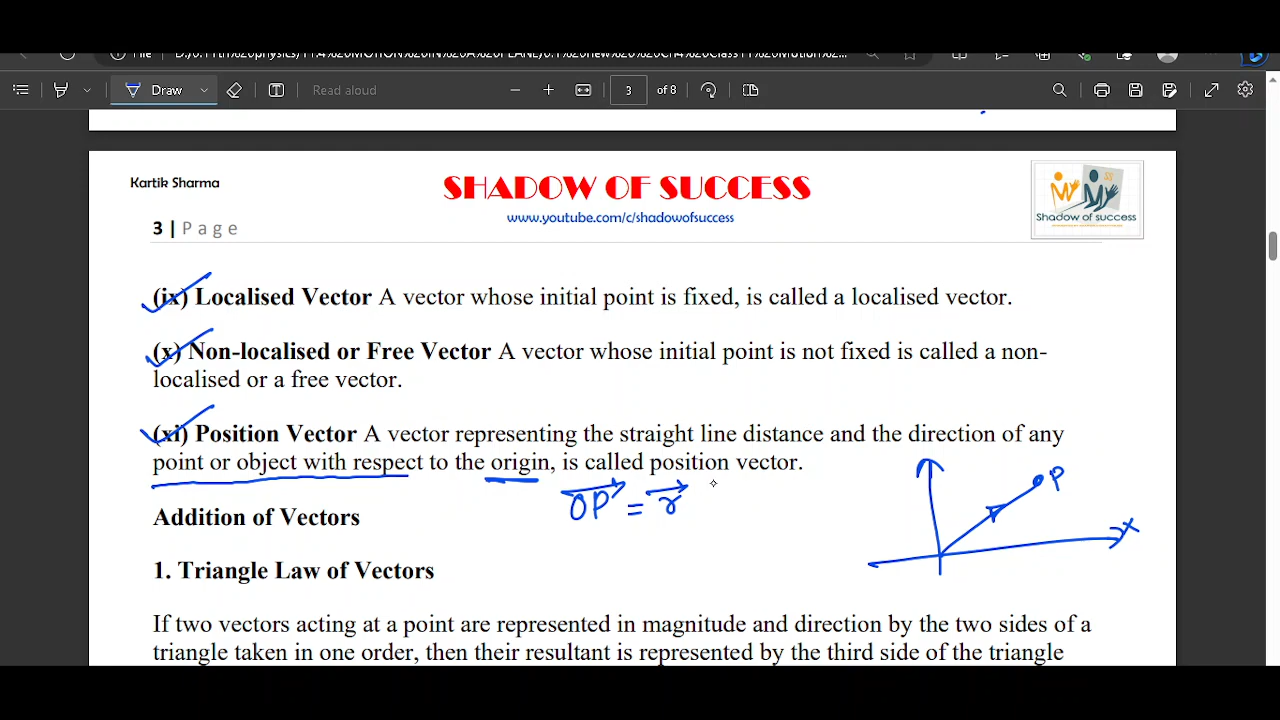 File
Draw
Read aloud
3
of 8
Kartik Sharma
SHADOW OF SUCCESS
www.youtube.com/c/shadowofsuccess
SS
Shadow of success
3 | P a g e
(ix) Localised Vector A vector whose initial point is fixed, is called a localised vector.
(x) Non-localised or Free Vector A vector whose initial point is not fixed is called a non-
localised or a free vector.
(xi) Position Vector A vector representing the straight line distance and the direction of any
point or object with respect to the origin, is called position vector.
OP = r
P
x
Addition of Vectors
1. Triangle Law of Vectors
If two vectors acting at a point are represented in magnitude and direction by the two sides of a
triangle taken in one order, then their resultant is represented by the third side of the triangle